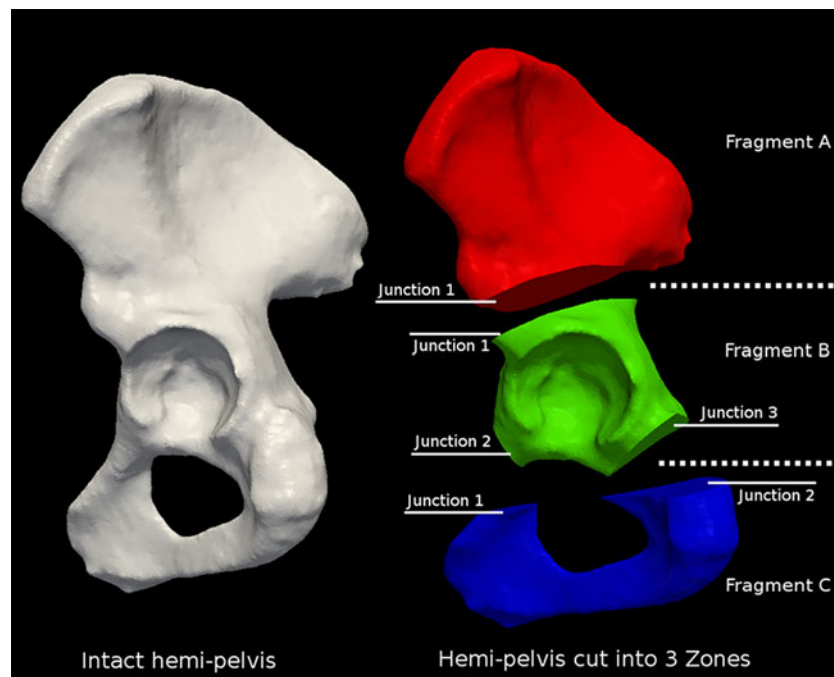 Fragment A
Junction 1
Junction 1
Fragment B
Junction 3
Junction 2
Junction 1
Junction 2
Fragment C
Intact hemi-pelvis
Hemi-pelvis cut into 3 Zones